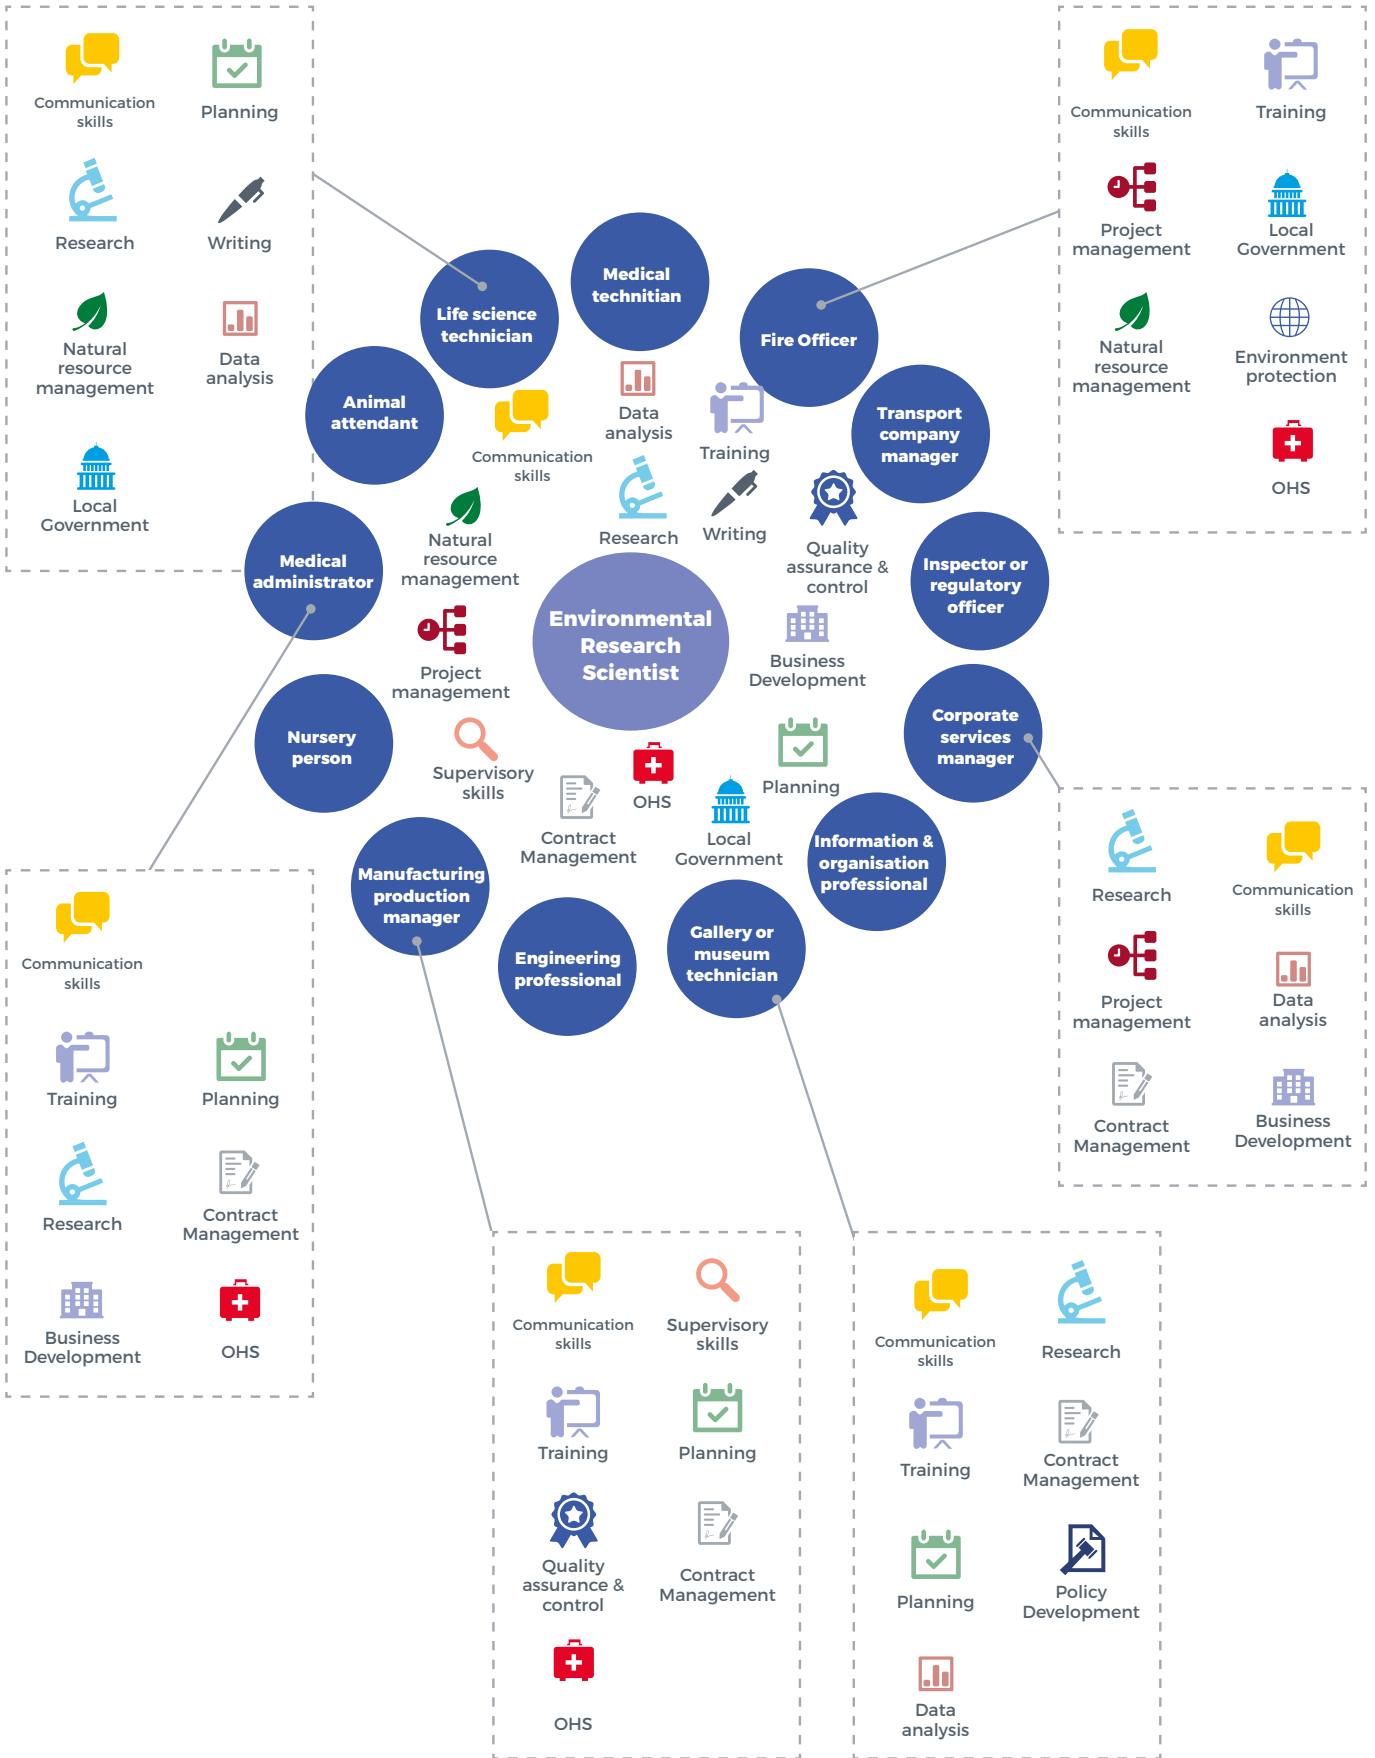 Communication
skills
Planning
Research
Writing
Natural
resource
management
Data
analysis
Local
Government
Communication
skills
Training
Project
management
Local
Government
Natural
resource
management
Environment
protection
OHS
Medical
technitian
Life science
technician
Fire Officer
Animal
attendant
Transport
company
manager
Medical
administrator
Inspector or
regulatory
officer
Nursery
person
Corporate
services
manager
Manufacturing
production
manager
Information &
organisation
professional
Engineering
professional
Gallery or
museum
technician
Data
analysis
Training
Communication
skills
Research
Writing
Natural
resource
management
Quality
assurance &
control
Environmental
Research
Scientist
Project
management
Business
Development
Supervisory
skills
OHS
Planning
Contract
Management
Local
Government
Research
Communication
skills
Project
management
Data
analysis
Contract
Management
Business
Development
Communication
skills
Training
Planning
Research
Contract
Management
Business
Development
OHS
Communication
skills
Supervisory
skills
Training
Planning
Quality
assurance &
control
Contract
Management
OHS
Communication
skills
Research
Training
Contract
Management
Planning
Policy
Development
Data
analysis